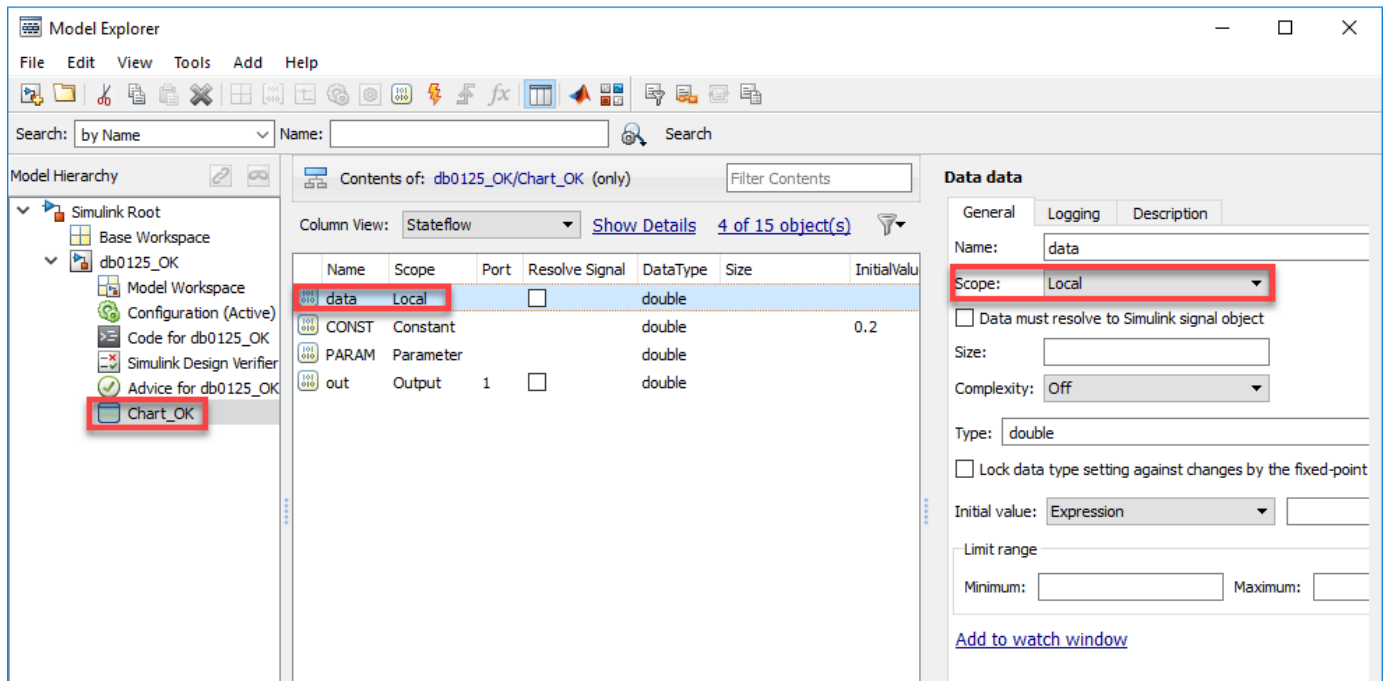 Model Explorer
File Edit View Tools Add Help
Search: by Name Name: Search
Model Hierarchy
Simulink Root
Base Workspace
db0125_OK
Model Workspace
Configuration (Active)
Code for db0125_OK
Simulink Design Verifier
Advice for db0125_OK
Chart_OK
Contents of: db0125_OK/Chart_OK (only) Filter Contents
Column View: Stateflow Show Details 4 of 15 object(s)
Name Scope Port Resolve Signal DataType Size InitialValu
data Local double
CONST Constant double 0.2
PARAM Parameter double
out Output 1 double
Data data
General Logging Description
Name: data
Scope: Local
Data must resolve to Simulink signal object
Size:
Complexity: Off
Type: double
Lock data type setting against changes by the fixed-point
Initial value: Expression
Limit range
Minimum: Maximum:
Add to watch window